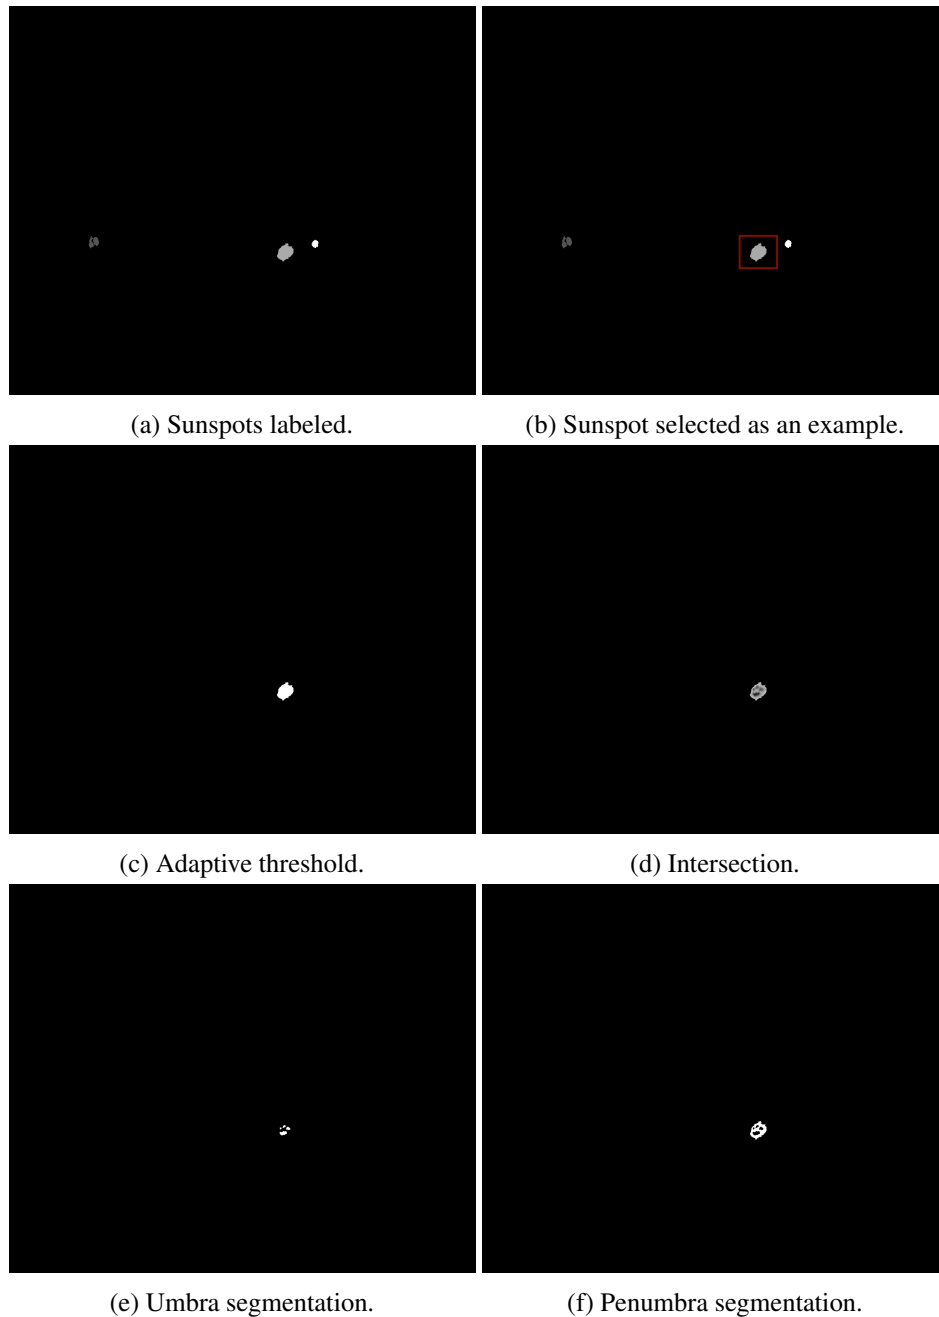 (a) Sunspots labeled.
(b) Sunspot selected as an example.
(c) Adaptive threshold.
(d) Intersection.
(e) Umbra segmentation.
(f) Penumbra segmentation.